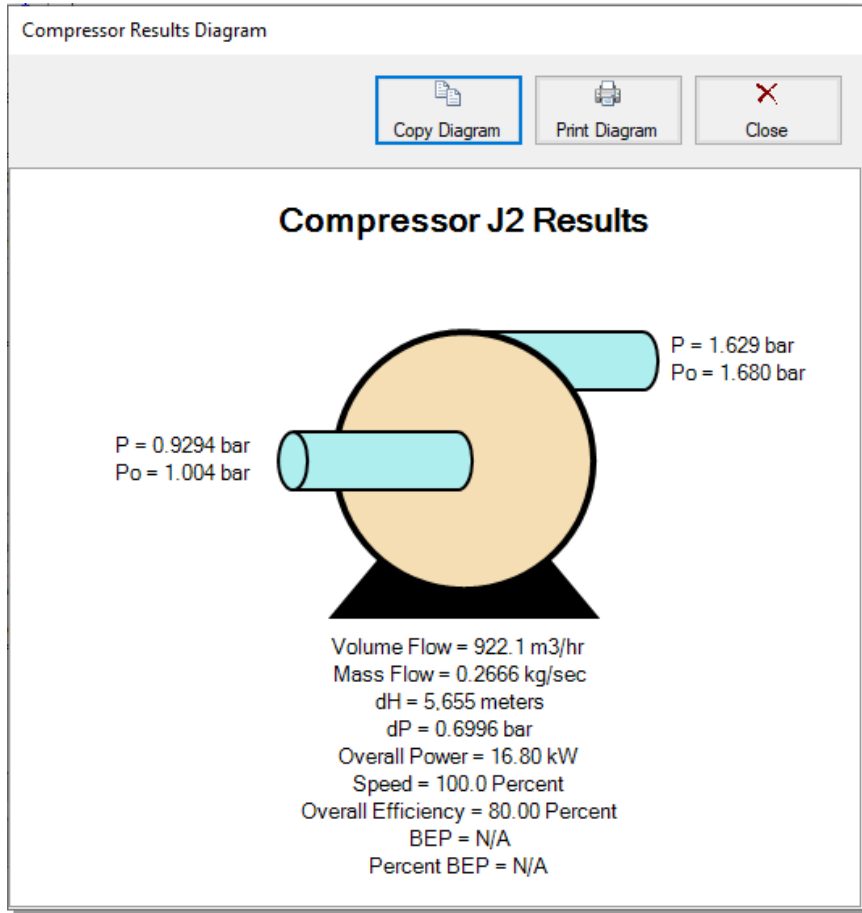 Compressor Results Diagram
Copy Diagram
Print Diagram
Close
Compressor J2 Results
P = 1.629 bar
Po = 1.680 bar
P = 0.9294 bar
Po = 1.004 bar
Volume Flow = 922.1 m3/hr
Mass Flow = 0.2666 kg/sec
dH = 5,655 meters
dP = 0.6996 bar
Overall Power = 16.80 kW
Speed = 100.0 Percent
Overall Efficiency = 80.00 Percent
BEP = N/A
Percent BEP = N/A